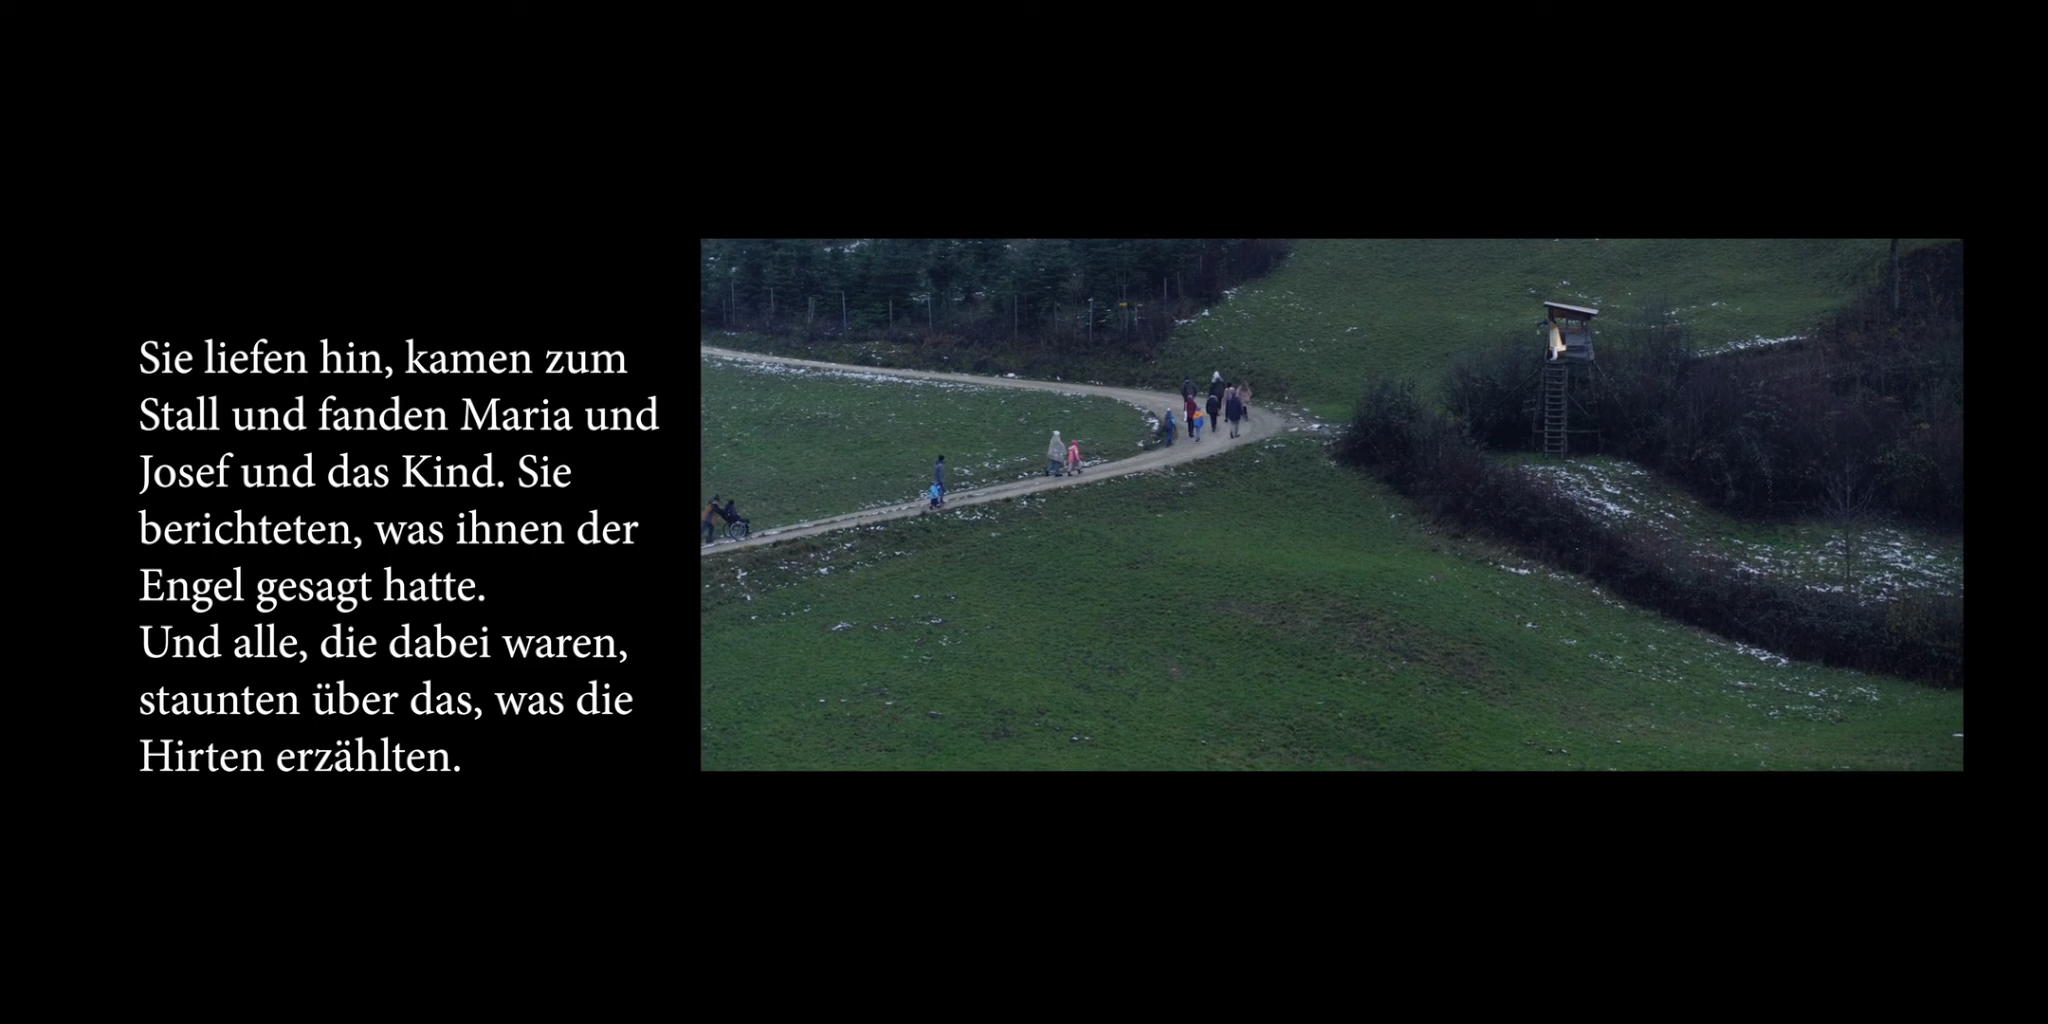 Sie liefen hin, kamen zum
Stall und fanden Maria und
Josef und das Kind. Sie
berichteten, was ihnen der
Engel gesagt hatte.
Und alle, die dabei waren,
staunten über das, was die
Hirten erzählten.